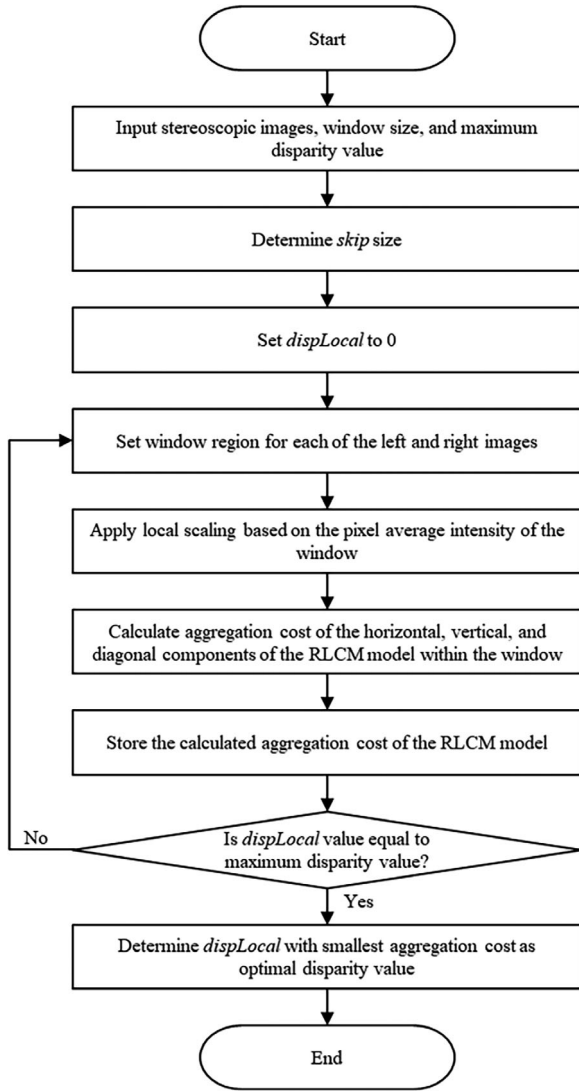 Start
Input stereoscopic images, window size, and maximum
disparity value
Determine skip size
Set dispLocal to 0
Set window region for each of the left and right images
Apply local scaling based on the pixel average intensity of the
window
Calculate aggregation cost of the horizontal, vertical, and
diagonal components of the RLCM model within the window
Store the calculated aggregation cost of the RLCM model
No
Is dispLocal value equal to
maximum disparity value?
Yes
Determine dispLocal with smallest aggregation cost as
optimal disparity value
End